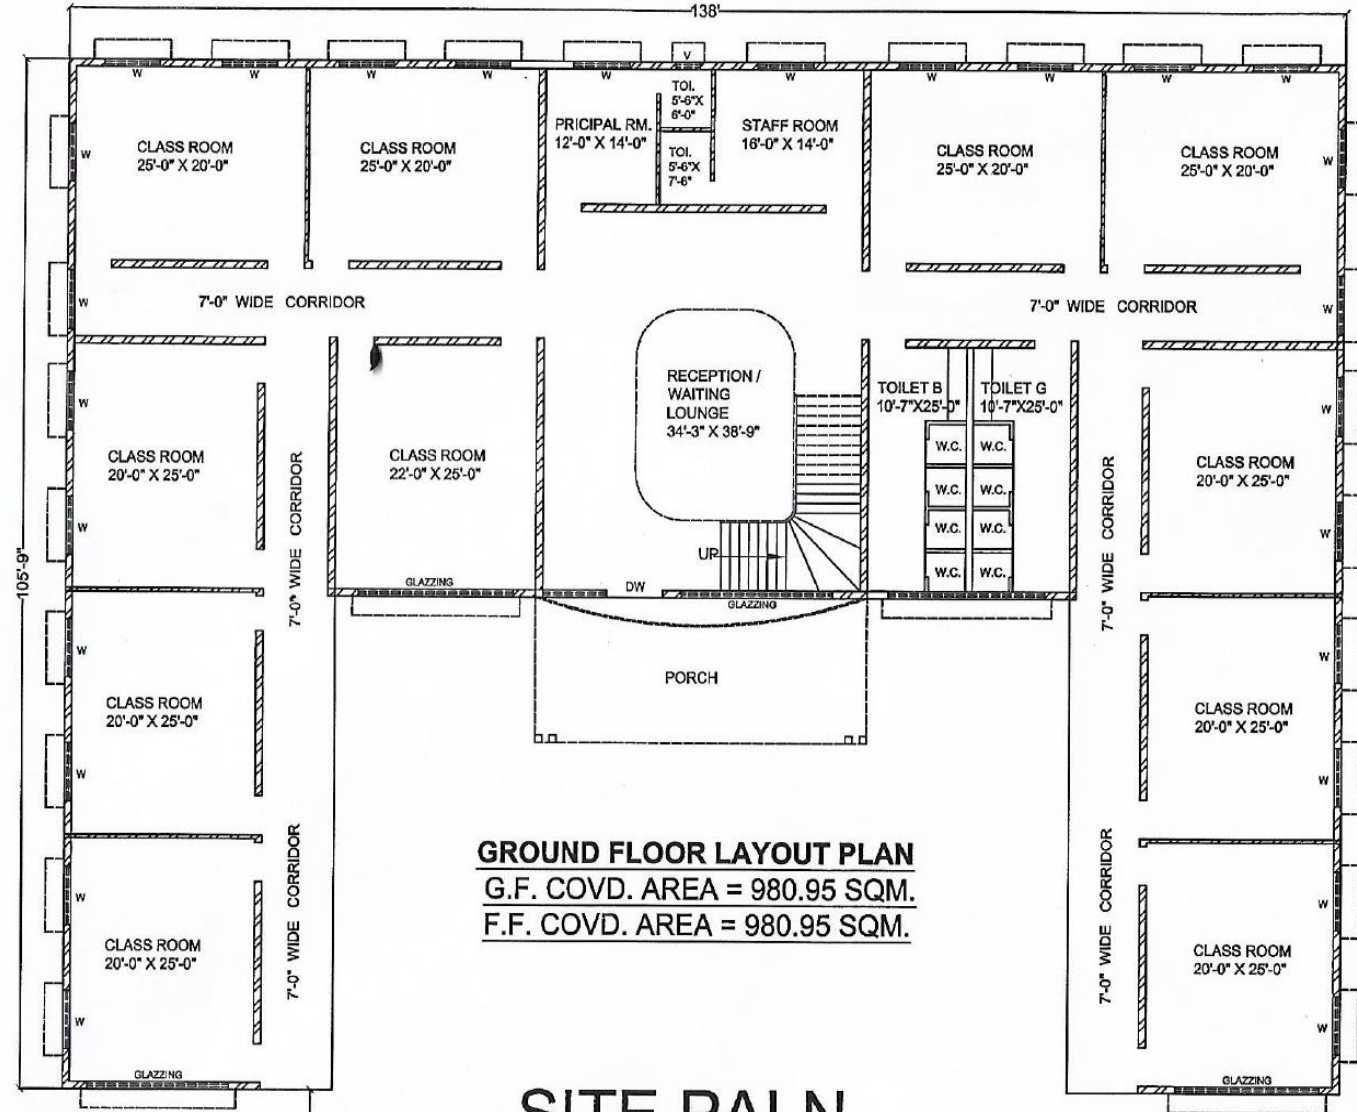 138'
W W W W W V W W W W W
TOI.
5'-6"X
6'-0"
PRICIPAL RM.
12'-0" X 14'-0"
STAFF ROOM
16'-0" X 14'-0"
TOI.
5'-6"X
7'-6"
CLASS ROOM
25'-0" X 20'-0"
CLASS ROOM
25'-0" X 20'-0"
CLASS ROOM
25'-0" X 20'-0"
CLASS ROOM
25'-0" X 20'-0"
W
W
7'-0" WIDE CORRIDOR
7'-0" WIDE CORRIDOR
W
W
RECEPTION /
WAITING
LOUNGE
34'-3" X 38'-9"
TOILET B
10'-7"X25'-0"
TOILET G
10'-7"X25'-0"
W
W
CLASS ROOM
20'-0" X 25'-0"
7'-0" WIDE CORRIDOR
CLASS ROOM
22'-0" X 25'-0"
W.C. W.C.
W.C. W.C.
W.C. W.C.
W.C. W.C.
7'-0" WIDE CORRIDOR
CLASS ROOM
20'-0" X 25'-0"
W
W
UP
105'-9"
GLAZZING
DW
GLAZZING
W
W
PORCH
CLASS ROOM
20'-0" X 25'-0"
CLASS ROOM
20'-0" X 25'-0"
W
W
GROUND FLOOR LAYOUT PLAN
G.F. COVD. AREA = 980.95 SQM.
F.F. COVD. AREA = 980.95 SQM.
W
W
7'-0" WIDE CORRIDOR
7'-0" WIDE CORRIDOR
CLASS ROOM
20'-0" X 25'-0"
CLASS ROOM
20'-0" X 25'-0"
W
W
GLAZZING
GLAZZING
SITE PALN